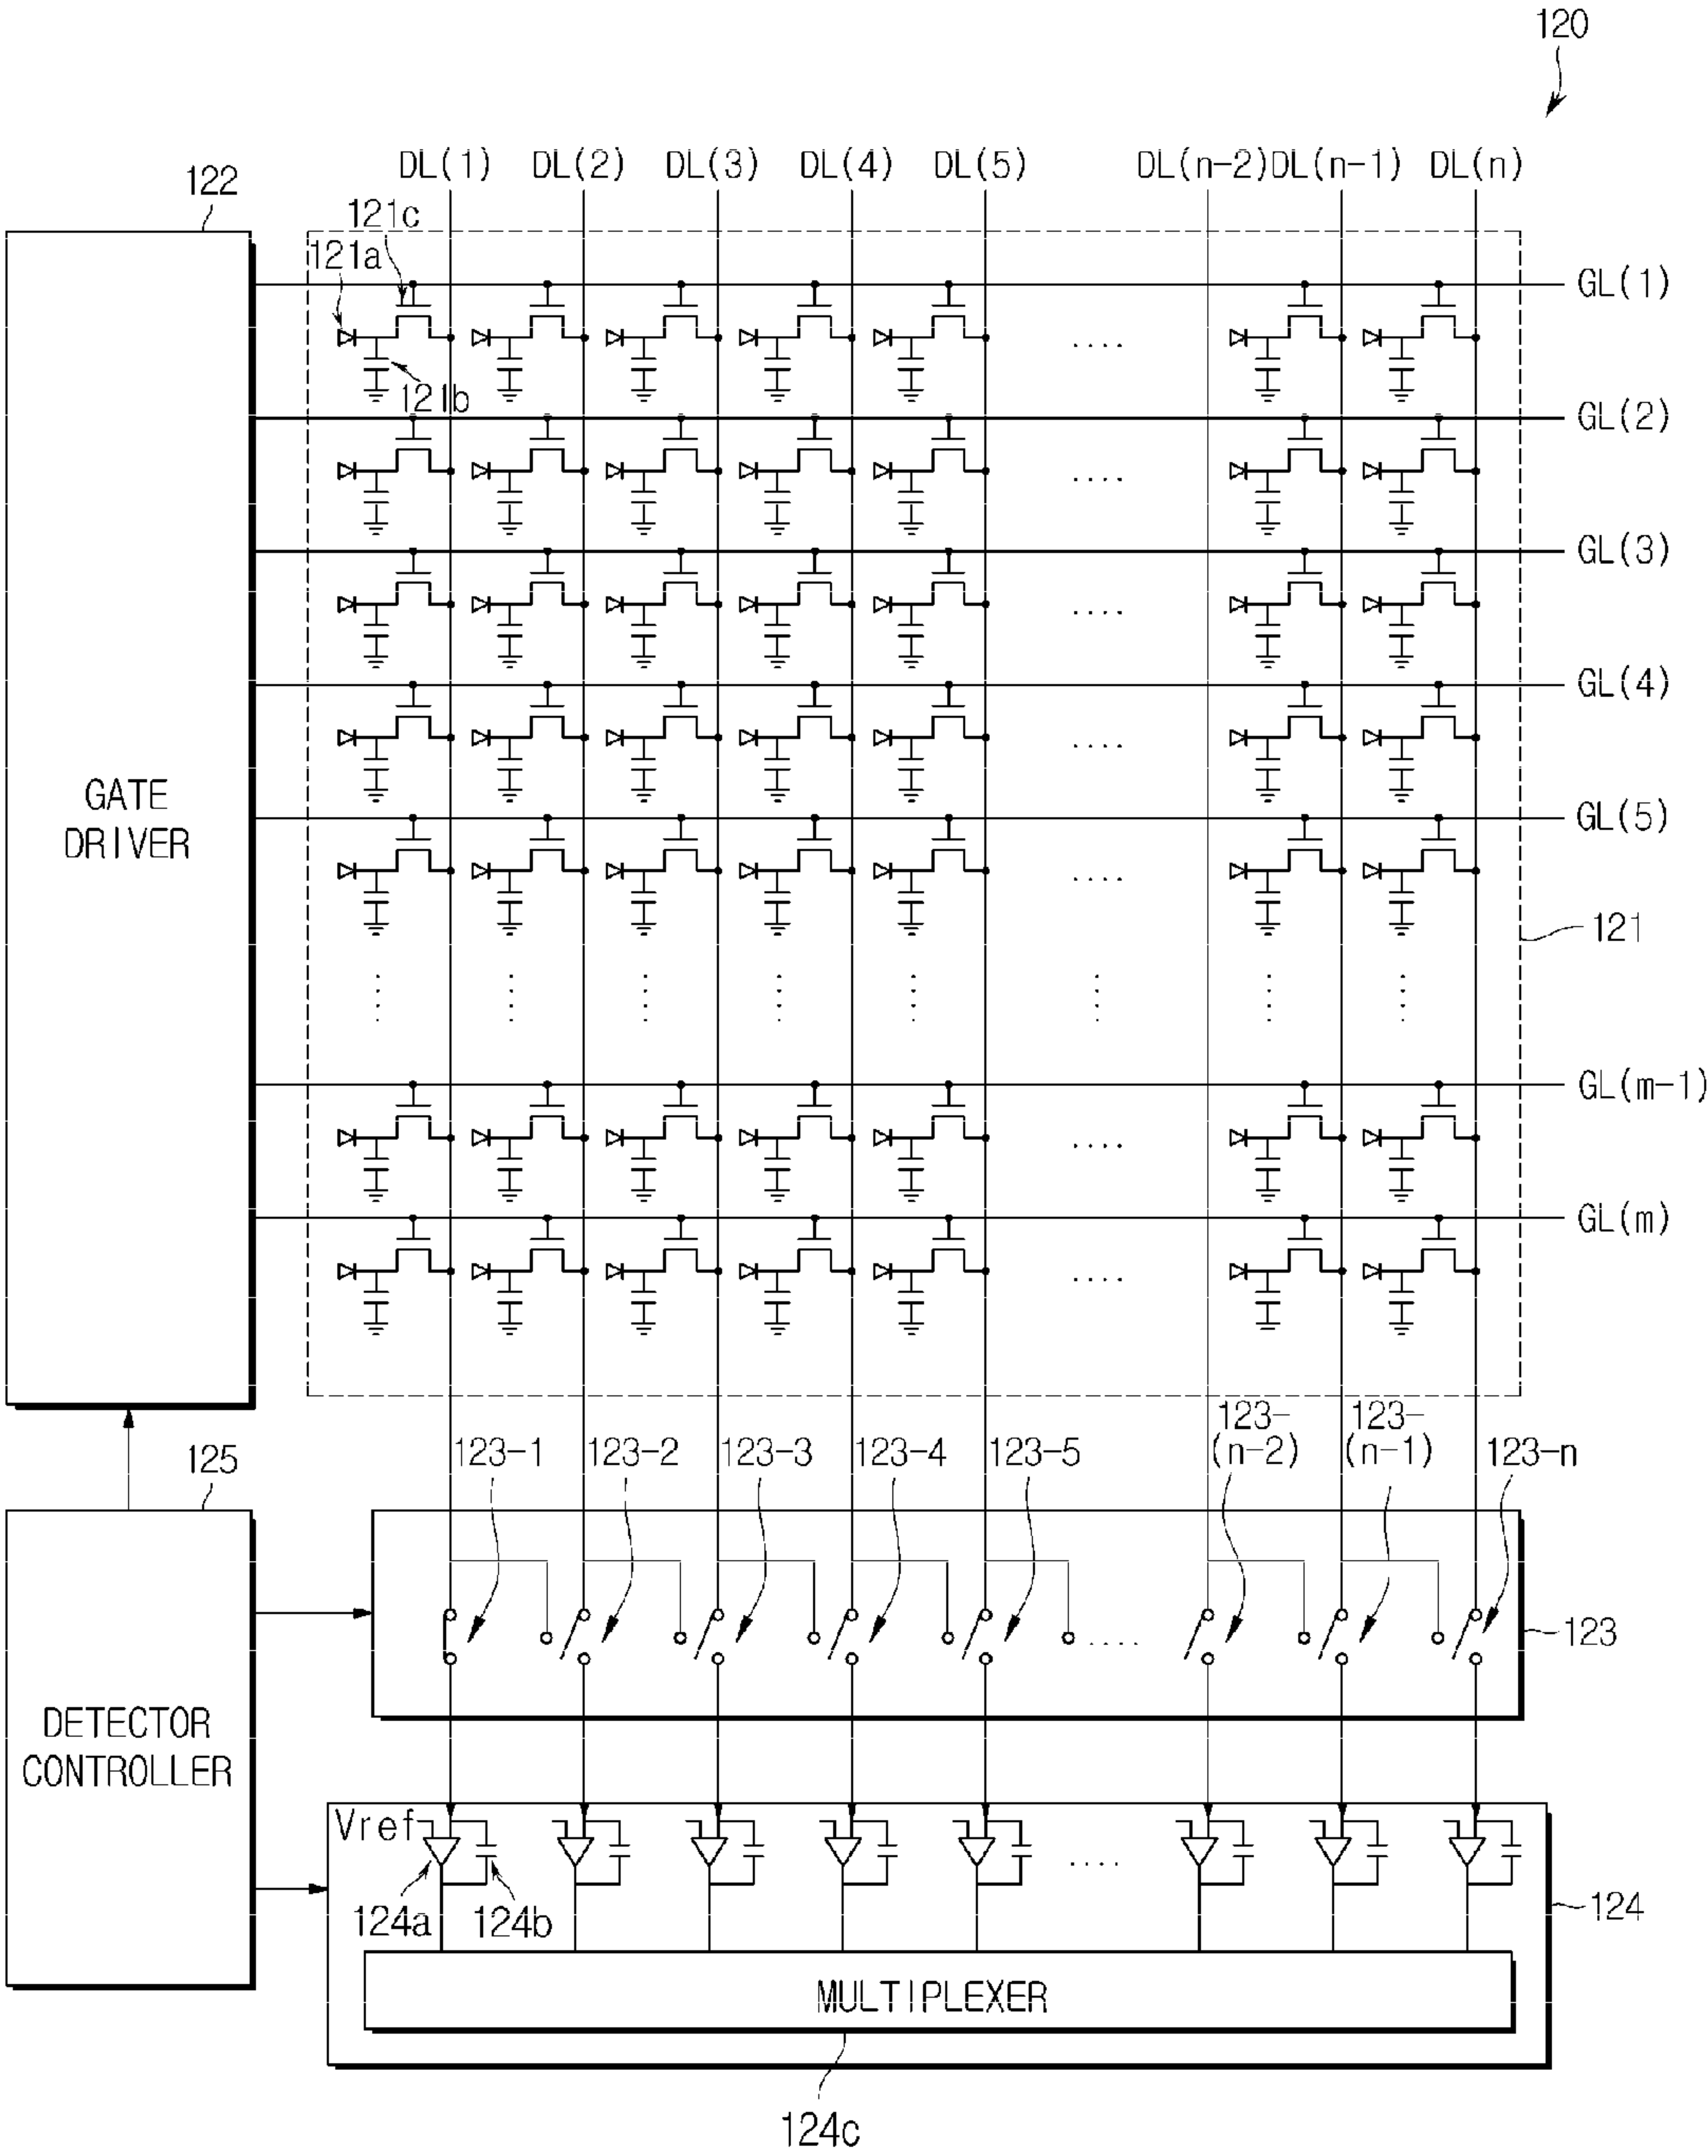 120
DL(1) DL(2) DL(3) DL(4) DL(5) DL(n-2) DL(n-1) DL(n)
122
121c
121a
GL(1)
121b
GL(2)
GL(3)
GL(4)
GATE
DRIVER
GL(5)
121
GL(m-1)
GL(m)
125
123-1 123-2 123-3 123-4 123-5 123-(n-2) 123-(n-1) 123-n
123
DETECTOR
CONTROLLER
Vref
124a 124b
124
MULTIPLEXER
124c